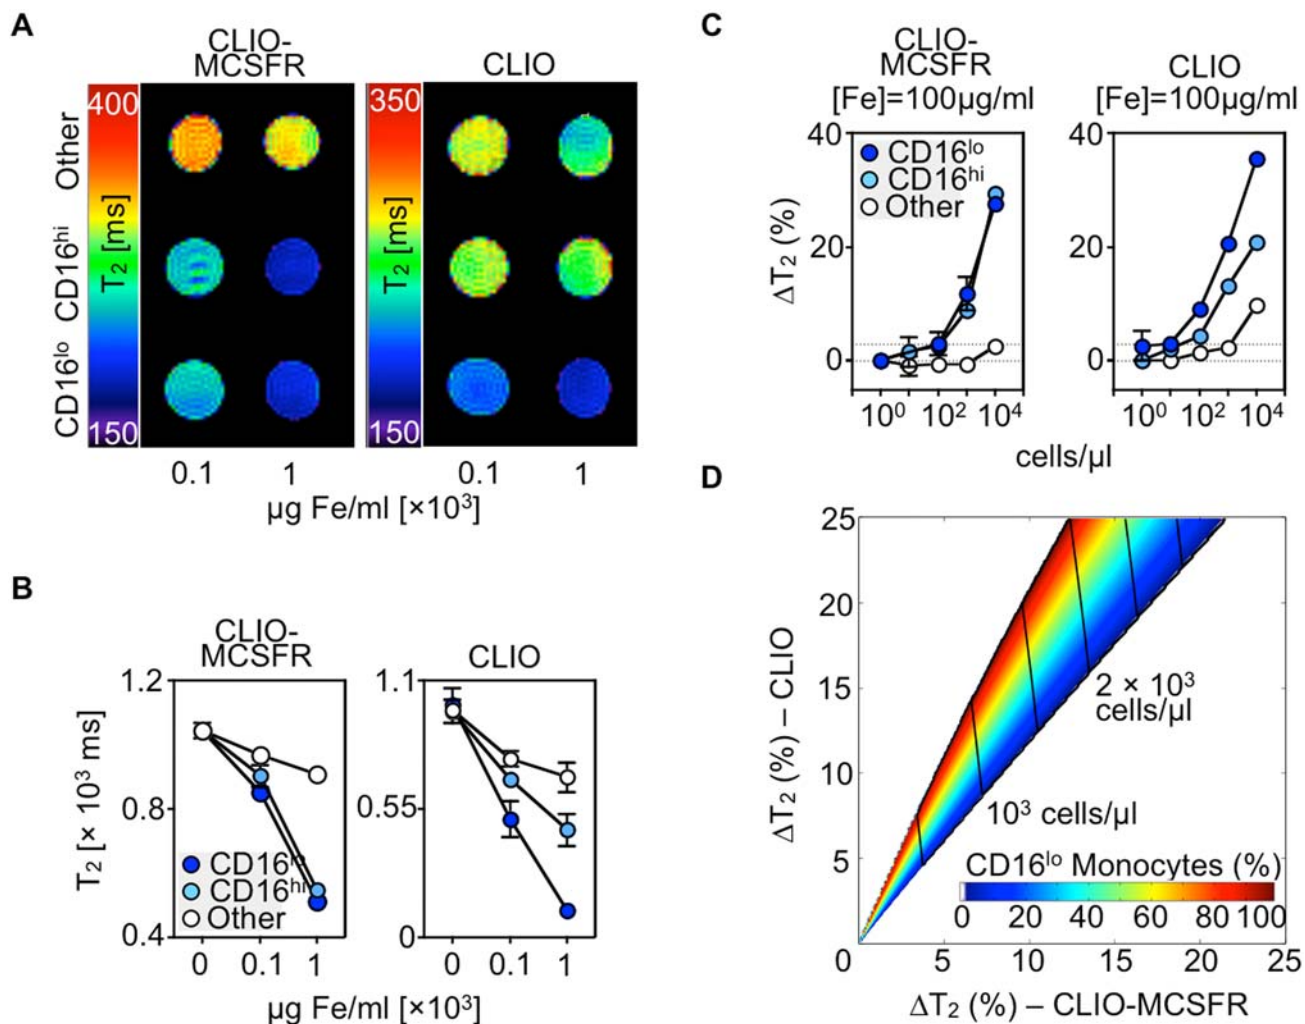 A
CLIO-
MCSFR
CLIO
400
350
T₂ [ms]
T₂ [ms]
150
150
Other
CD16ʰⁱ
CD16ˡᵒ
0.1 1 0.1 1
µg Fe/ml [×10³]
B
CLIO-
MCSFR
CLIO
1.2
0.8
0.4
T₂ [× 10³ ms]
1.1
0.55
0
CD16ˡᵒ
CD16ʰⁱ
Other
0 0.1 1 0 0.1 1
µg Fe/ml [×10³]
C
CLIO-
MCSFR
[Fe]=100µg/ml
CLIO
[Fe]=100µg/ml
40
20
0
ΔT₂ (%)
40
20
0
CD16ˡᵒ
CD16ʰⁱ
Other
10⁰ 10² 10⁴ 10⁰ 10² 10⁴
cells/µl
D
25
20
15
10
5
ΔT₂ (%) – CLIO
2 × 10³
cells/µl
10³ cells/µl
CD16ˡᵒ Monocytes (%)
0 20 40 60 80 100
0 5 10 15 20 25
ΔT₂ (%) – CLIO-MCSFR